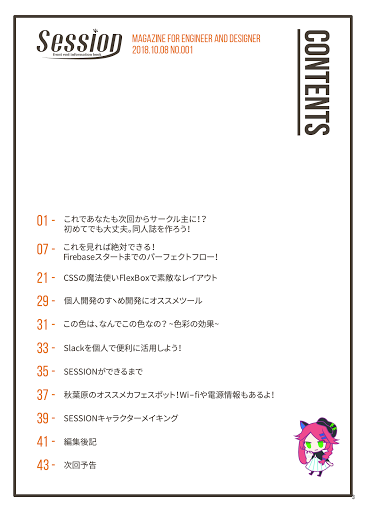 Session
Front-end information book
MAGAZINE FOR ENGINEER AND DESIGNER
2018.10.08 NO.001
CONTENTS
01 - これであなたも次回からサークル主に!?
初めてでも大丈夫。同人誌を作ろう!
07 - これを見れば絶対できる!
Firebaseスタートまでのパーフェクトフロー!
21 - CSSの魔法使いFlexBoxで素敵なレイアウト
29 - 個人開発のすゝめ開発にオススメツール
31 - この色は、なんでこの色なの? ~色彩の効果~
33 - Slackを個人で便利に活用しよう!
35 - SESSIONができるまで
37 - 秋葉原のオススメカフェスポット!Wi-fiや電源情報もあるよ!
39 - SESSIONキャラクターメイキング
41 - 編集後記
43 - 次回予告